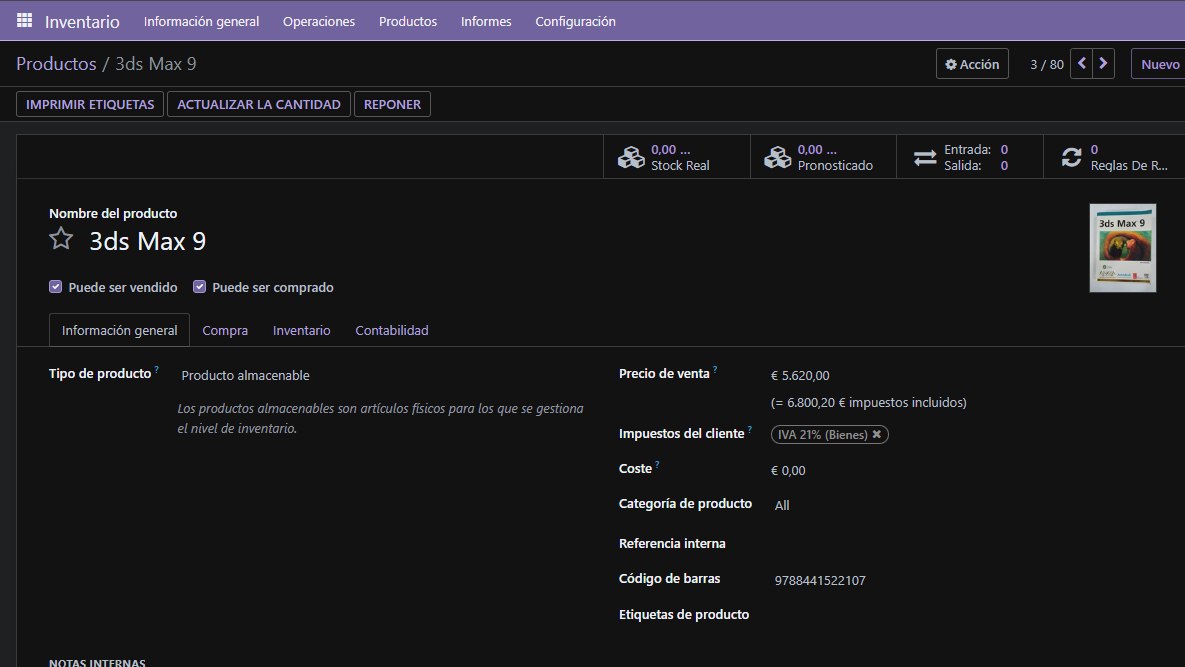 Inventario Información general Operaciones Productos Informes Configuración
Productos / 3ds Max 9
Acción 3 / 80 Nuevo
IMPRIMIR ETIQUETAS ACTUALIZAR LA CANTIDAD REPONER
0,00 ... 0,00 ... Entrada: 0 0
Stock Real Pronosticado Salida: 0 Reglas De R...
Nombre del producto
3ds Max 9
3ds Max 9
Puede ser vendido Puede ser comprado
Información general Compra Inventario Contabilidad
Tipo de producto ? Producto almacenable
Los productos almacenables son artículos físicos para los que se gestiona
el nivel de inventario.
Precio de venta ? € 5.620,00
(= 6.800,20 € impuestos incluidos)
Impuestos del cliente ? IVA 21% (Bienes) ✖
Coste ? € 0,00
Categoría de producto All
Referencia interna
Código de barras 9788441522107
Etiquetas de producto
NOTAS INTERNAS